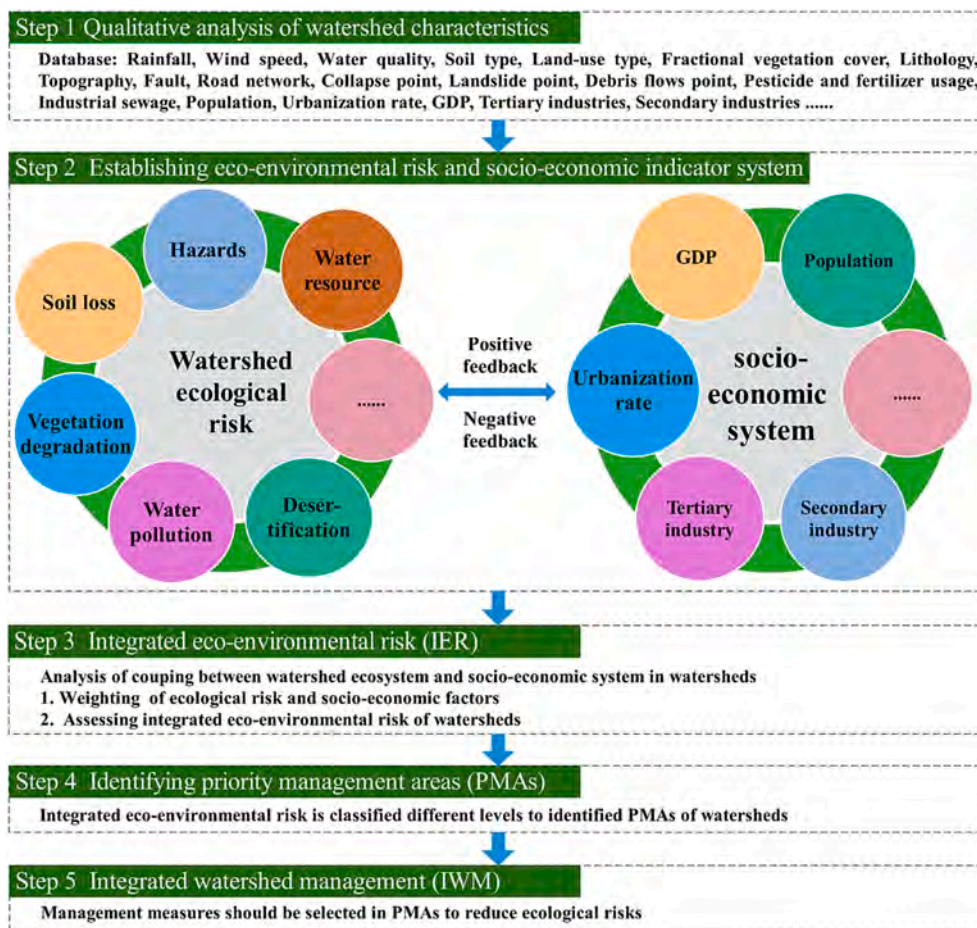 Step 1 Qualitative analysis of watershed characteristics
Database: Rainfall, Wind speed, Water quality, Soil type, Land-use type, Fractional vegetation cover, Lithology,
Topography, Fault, Road network, Collapse point, Landslide point, Debris flows point, Pesticide and fertilizer usage,
Industrial sewage, Population, Urbanization rate, GDP, Tertiary industries, Secondary industries ......
Step 2 Establishing eco-environmental risk and socio-economic indicator system
Hazards
Water
resource
Soil loss
Watershed
ecological
risk
......
Vegetation
degradation
Water
pollution
Deser-
tification
Positive
feedback
Negative
feedback
GDP
Population
Urbanization
rate
socio-
economic
system
......
Tertiary
industry
Secondary
industry
Step 3 Integrated eco-environmental risk (IER)
Analysis of couping between watershed ecosystem and socio-economic system in watersheds
1. Weighting of ecological risk and socio-economic factors
2. Assessing integrated eco-environmental risk of watersheds
Step 4 Identifying priority management areas (PMAs)
Integrated eco-environmental risk is classified different levels to identified PMAs of watersheds
Step 5 Integrated watershed management (IWM)
Management measures should be selected in PMAs to reduce ecological risks